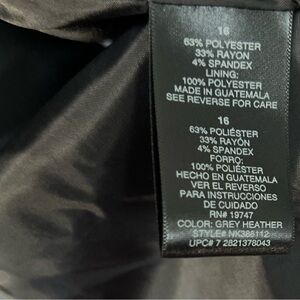 16
63% POLYESTER
33% RAYON
4% SPANDEX
LINING:
100% POLYESTER
MADE IN GUATEMALA
SEE REVERSE FOR CARE
16
63% POLIÉSTER
33% RAYÓN
4% SPANDEX
FORRO:
100% POLIÉSTER
HECHO EN GUATEMALA
VER EL REVERSO
PARA INSTRUCCIONES
DE CUIDADO
RN# 19747
COLOR: GREY HEATHER
STYLE# NK386112
UPC# 7 2821378043